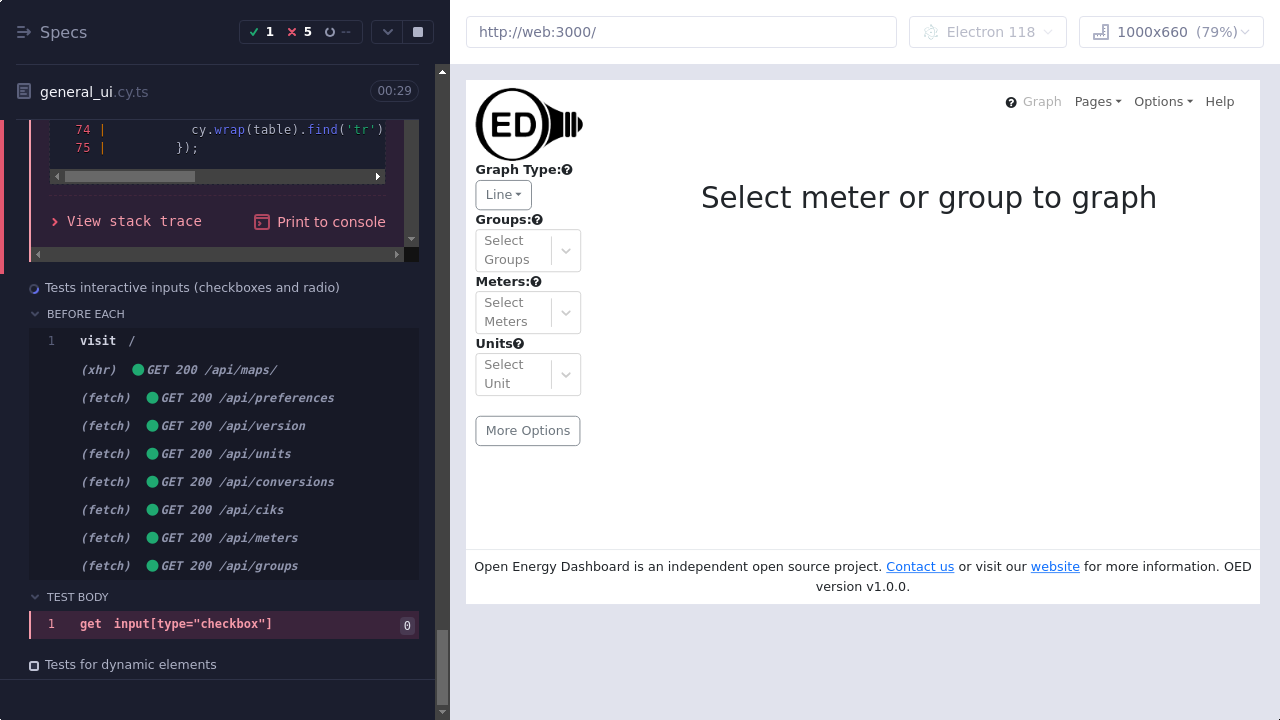 Specs
1
5
--
general_ui.cy.ts
00:29
74 | cy.wrap(table).find('tr')
75 | });
View stack trace
Print to console
Tests interactive inputs (checkboxes and radio)
BEFORE EACH
1 visit /
(xhr) GET 200 /api/maps/
(fetch) GET 200 /api/preferences
(fetch) GET 200 /api/version
(fetch) GET 200 /api/units
(fetch) GET 200 /api/conversions
(fetch) GET 200 /api/ciks
(fetch) GET 200 /api/meters
(fetch) GET 200 /api/groups
TEST BODY
1 get input[type="checkbox"] 0
Tests for dynamic elements
http://web:3000/
Electron 118
1000x660 (79%)
ED
Graph
Pages
Options
Help
Graph Type:
Line
Groups:
Select
Groups
Meters:
Select
Meters
Units
Select
Unit
More Options
Select meter or group to graph
Open Energy Dashboard is an independent open source project. Contact us or visit our website for more information. OED
version v1.0.0.